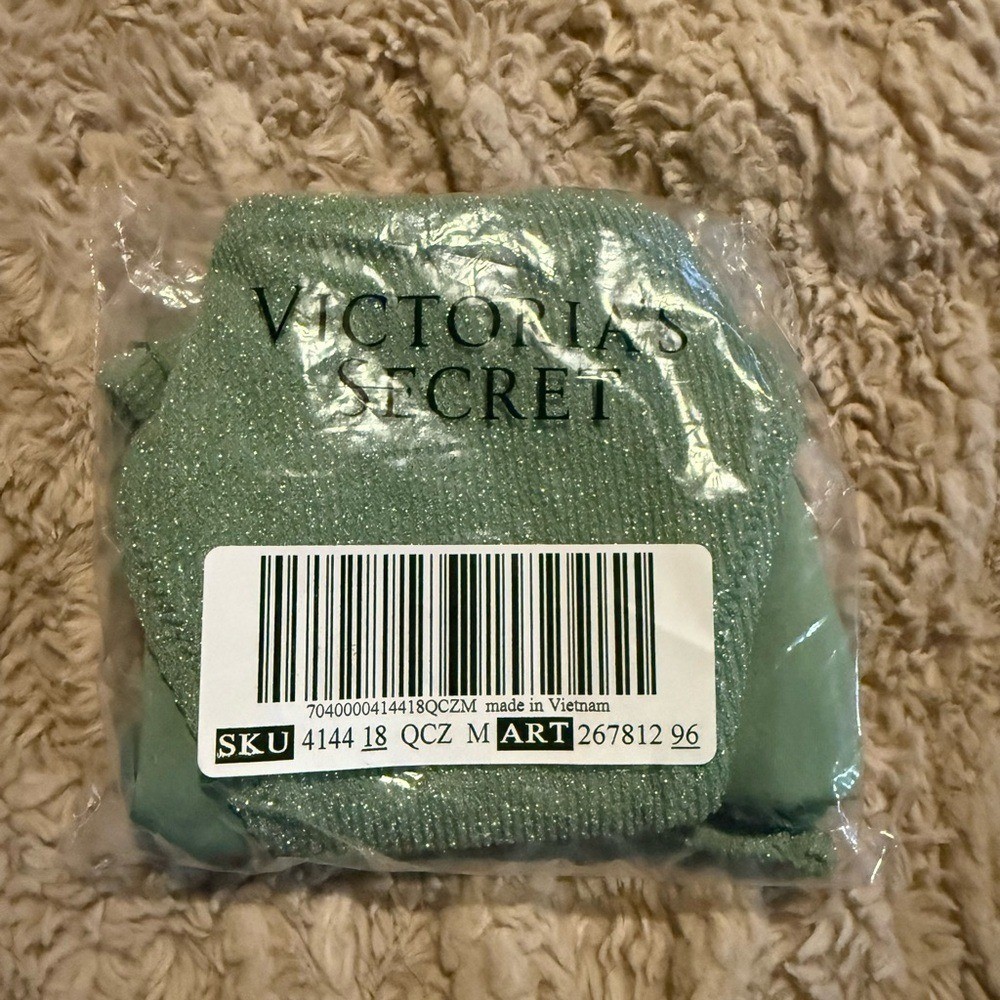 VICTORIA'S
SECRET
7040000414418QCZM made in Vietnam
SKU 4144 18 QCZ M ART 267812 96